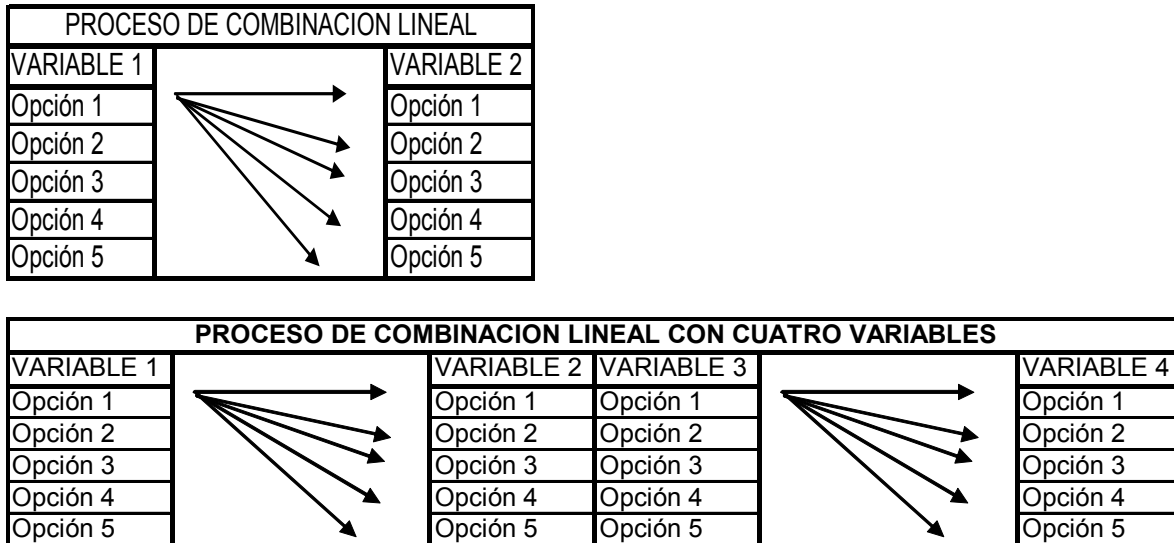 PROCESO DE COMBINACION LINEAL
VARIABLE 1 VARIABLE 2
Opción 1 Opción 1
Opción 2 Opción 2
Opción 3 Opción 3
Opción 4 Opción 4
Opción 5 Opción 5
PROCESO DE COMBINACION LINEAL CON CUATRO VARIABLES
VARIABLE 1 VARIABLE 2 VARIABLE 3 VARIABLE 4
Opción 1 Opción 1 Opción 1 Opción 1
Opción 2 Opción 2 Opción 2 Opción 2
Opción 3 Opción 3 Opción 3 Opción 3
Opción 4 Opción 4 Opción 4 Opción 4
Opción 5 Opción 5 Opción 5 Opción 5